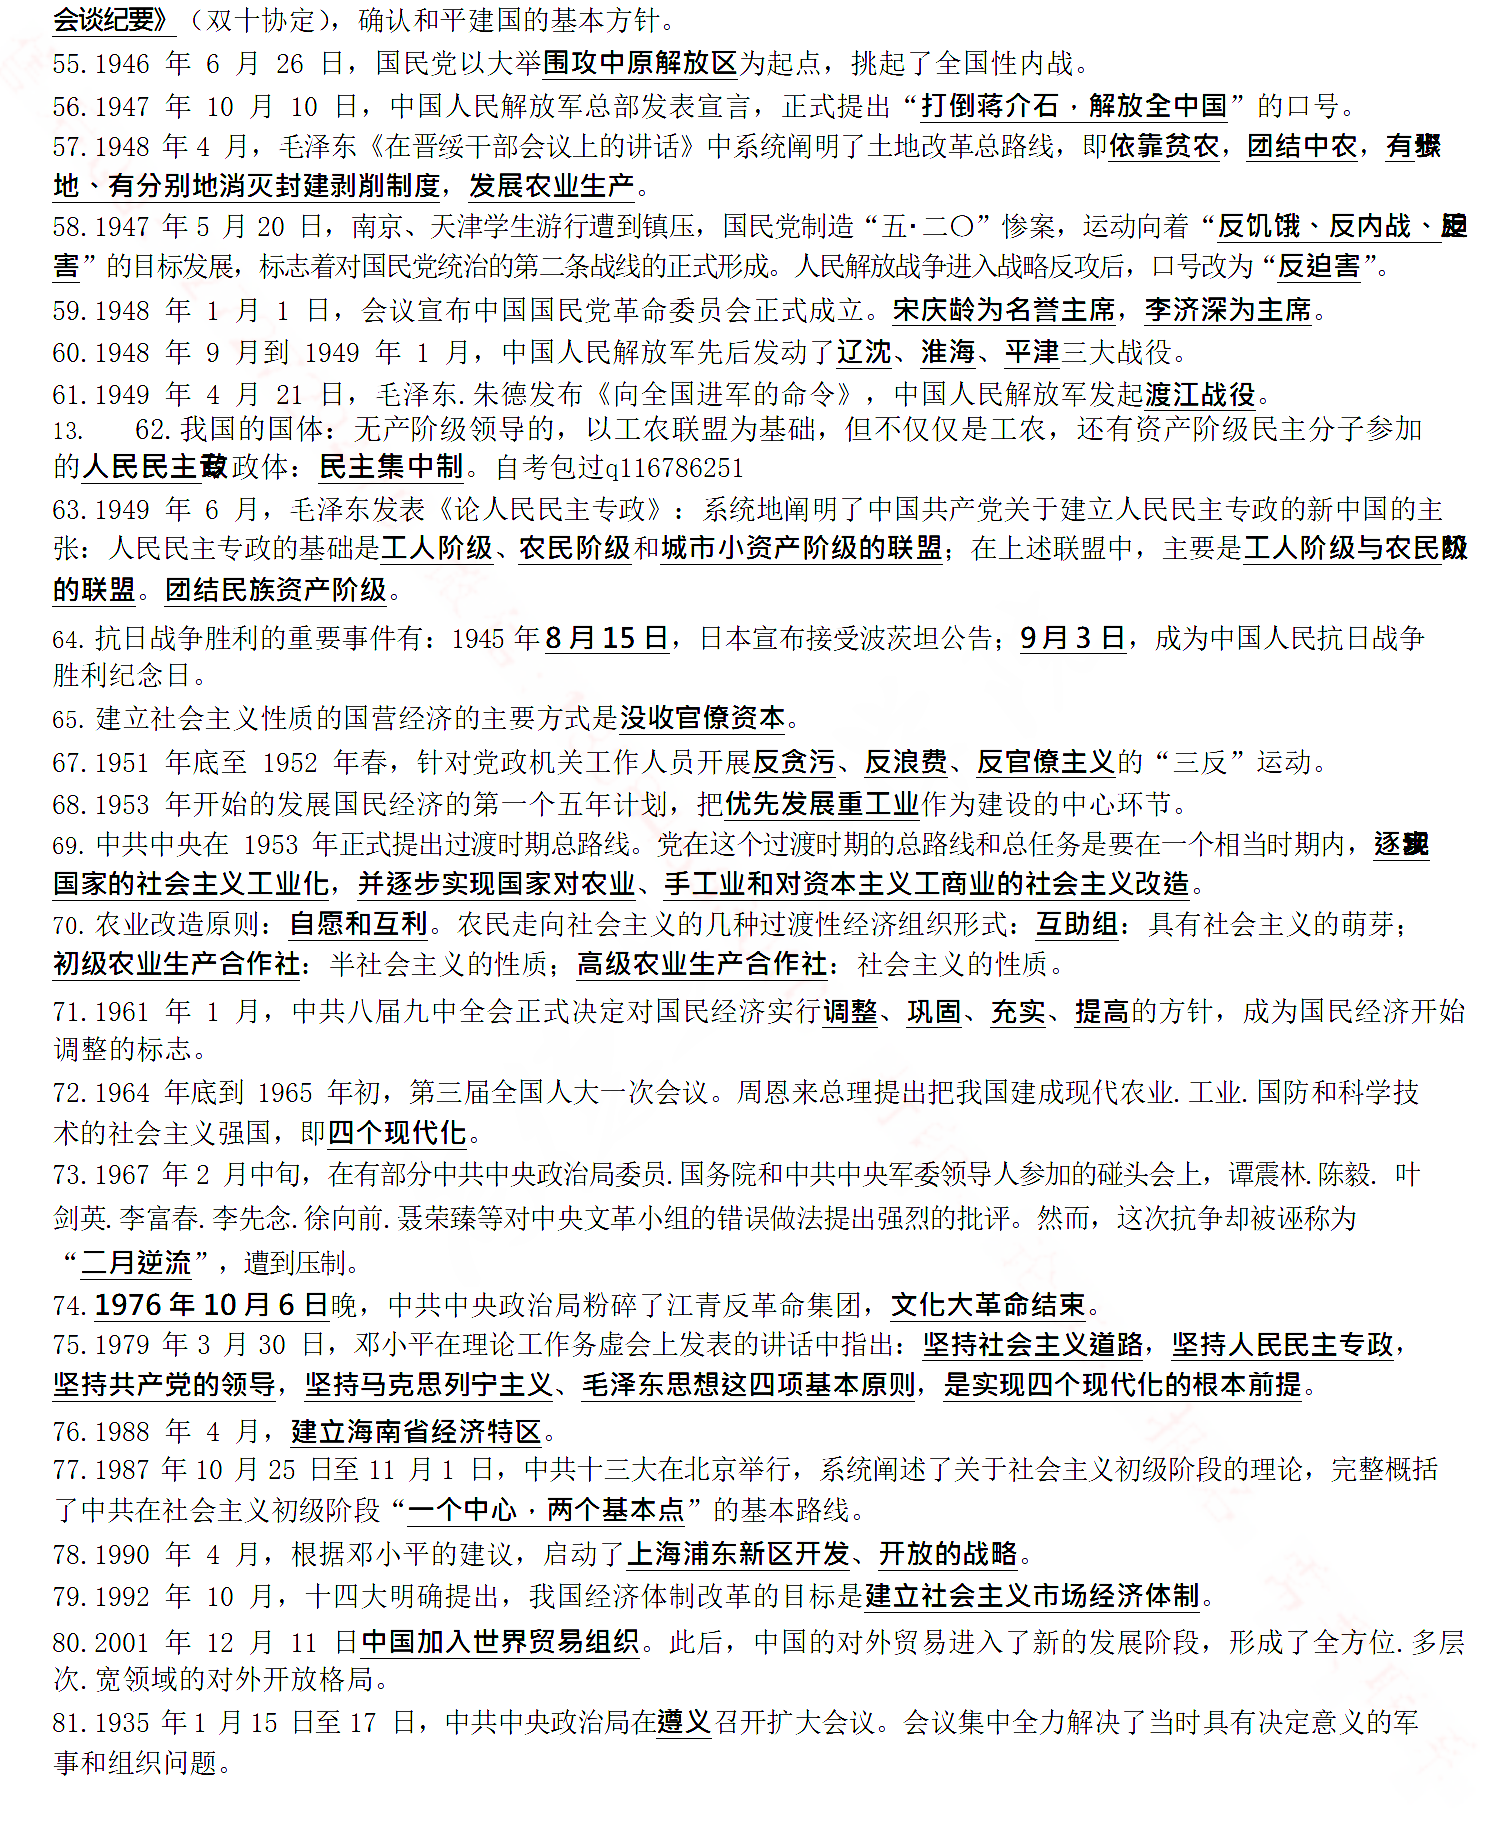 会谈纪要》（双十协定），确认和平建国的基本方针。
55.1946 年 6 月 26 日，国民党以大举围攻中原解放区为起点，挑起了全国性内战。
56.1947 年 10 月 10 日，中国人民解放军总部发表宣言，正式提出“打倒蒋介石，解放全中国”的口号。
57.1948 年 4 月，毛泽东《在晋绥干部会议上的讲话》中系统阐明了土地改革总路线，即依靠贫农，团结中农，有步骤
地、有分别地消灭封建剥削制度，发展农业生产。
58.1947 年 5 月 20 日，南京、天津学生游行遭到镇压，国民党制造“五·二〇”惨案，运动向着“反饥饿、反内战、反迫
害”的目标发展，标志着对国民党统治的第二条战线的正式形成。人民解放战争进入战略反攻后，口号改为“反迫害”。
59.1948 年 1 月 1 日，会议宣布中国国民党革命委员会正式成立。宋庆龄为名誉主席，李济深为主席。
60.1948 年 9 月到 1949 年 1 月，中国人民解放军先后发动了辽沈、淮海、平津三大战役。
61.1949 年 4 月 21 日，毛泽东.朱德发布《向全国进军的命令》，中国人民解放军发起渡江战役。
13. 62.我国的国体：无产阶级领导的，以工农联盟为基础，但不仅仅是工农，还有资产阶级民主分子参加
的人民民主专政 政体：民主集中制。自考包过q116786251
63.1949 年 6 月，毛泽东发表《论人民民主专政》：系统地阐明了中国共产党关于建立人民民主专政的新中国的主
张：人民民主专政的基础是工人阶级、农民阶级和城市小资产阶级的联盟；在上述联盟中，主要是工人阶级与农民阶级
的联盟。团结民族资产阶级。
64.抗日战争胜利的重要事件有：1945 年 8 月 15 日，日本宣布接受波茨坦公告；9 月 3 日，成为中国人民抗日战争
胜利纪念日。
65.建立社会主义性质的国营经济的主要方式是没收官僚资本。
67.1951 年底至 1952 年春，针对党政机关工作人员开展反贪污、反浪费、反官僚主义的“三反”运动。
68.1953 年开始的发展国民经济的第一个五年计划，把优先发展重工业作为建设的中心环节。
69.中共中央在 1953 年正式提出过渡时期总路线。党在这个过渡时期的总路线和总任务是要在一个相当时期内，逐步实现
国家的社会主义工业化，并逐步实现国家对农业、手工业和对资本主义工商业的社会主义改造。
70.农业改造原则：自愿和互利。农民走向社会主义的几种过渡性经济组织形式：互助组：具有社会主义的萌芽；
初级农业生产合作社：半社会主义的性质；高级农业生产合作社：社会主义的性质。
71.1961 年 1 月，中共八届九中全会正式决定对国民经济实行调整、巩固、充实、提高的方针，成为国民经济开始
调整的标志。
72.1964 年底到 1965 年初，第三届全国人大一次会议。周恩来总理提出把我国建成现代农业.工业.国防和科学技
术的社会主义强国，即四个现代化。
73.1967 年 2 月中旬，在有部分中共中央政治局委员.国务院和中共中央军委领导人参加的碰头会上，谭震林.陈毅. 叶
剑英.李富春.李先念.徐向前.聂荣臻等对中央文革小组的错误做法提出强烈的批评。然而，这次抗争却被诬称为
“二月逆流”，遭到压制。
74.1976 年 10 月 6 日晚，中共中央政治局粉碎了江青反革命集团，文化大革命结束。
75.1979 年 3 月 30 日，邓小平在理论工作务虚会上发表的讲话中指出：坚持社会主义道路，坚持人民民主专政，
坚持共产党的领导，坚持马克思列宁主义、毛泽东思想这四项基本原则，是实现四个现代化的根本前提。
76.1988 年 4 月，建立海南省经济特区。
77.1987 年 10 月 25 日至 11 月 1 日，中共十三大在北京举行，系统阐述了关于社会主义初级阶段的理论，完整概括
了中共在社会主义初级阶段“一个中心，两个基本点”的基本路线。
78.1990 年 4 月，根据邓小平的建议，启动了上海浦东新区开发、开放的战略。
79.1992 年 10 月，十四大明确提出，我国经济体制改革的目标是建立社会主义市场经济体制。
80.2001 年 12 月 11 日中国加入世界贸易组织。此后，中国的对外贸易进入了新的发展阶段，形成了全方位.多层
次.宽领域的对外开放格局。
81.1935 年 1 月 15 日至 17 日，中共中央政治局在遵义召开扩大会议。会议集中全力解决了当时具有决定意义的军
事和组织问题。